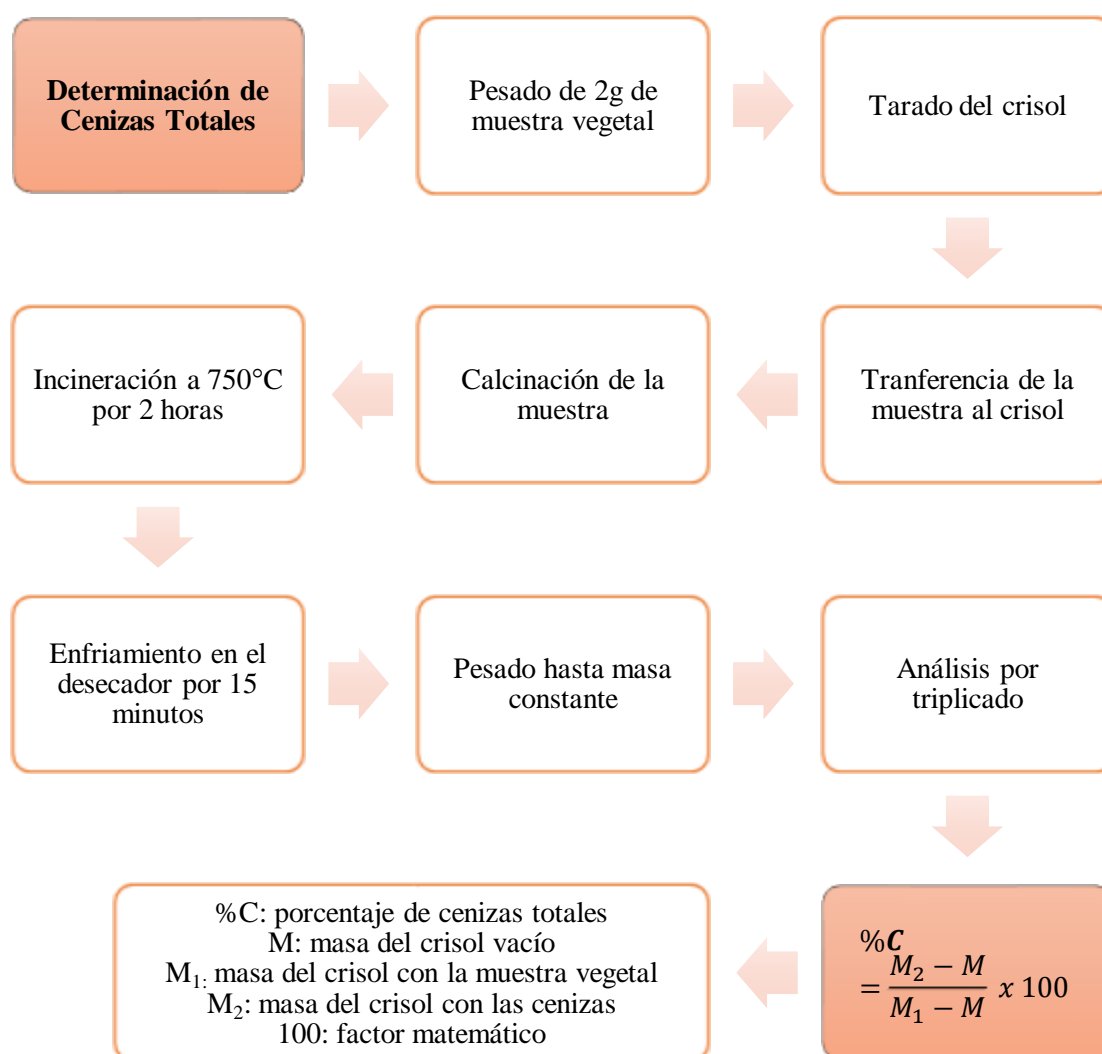 Determinación de
Cenizas Totales
Pesado de 2g de
muestra vegetal
Tarado del crisol
Tranferencia de la
muestra al crisol
Calcinación de la
muestra
Incineración a 750°C
por 2 horas
Enfriamiento en el
desecador por 15
minutos
Pesado hasta masa
constante
Análisis por
triplicado
%C
= \frac{M₂ − M}{M₁ − M} x 100
%C: porcentaje de cenizas totales
M: masa del crisol vacío
M₁: masa del crisol con la muestra vegetal
M₂: masa del crisol con las cenizas
100: factor matemático